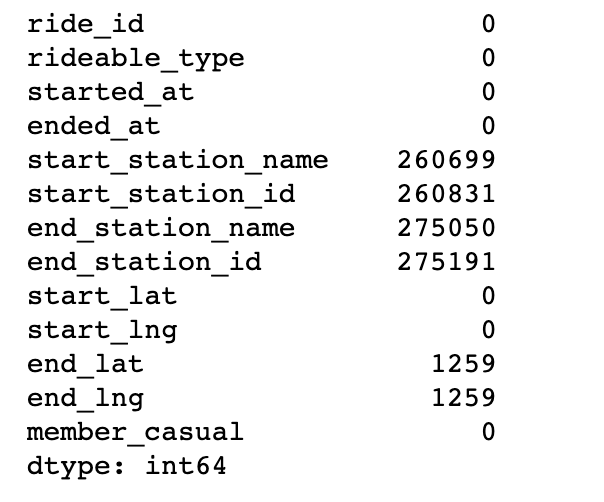 ride_id 0
rideable_type 0
started_at 0
ended_at 0
start_station_name 260699
start_station_id 260831
end_station_name 275050
end_station_id 275191
start_lat 0
start_lng 0
end_lat 1259
end_lng 1259
member_casual 0
dtype: int64